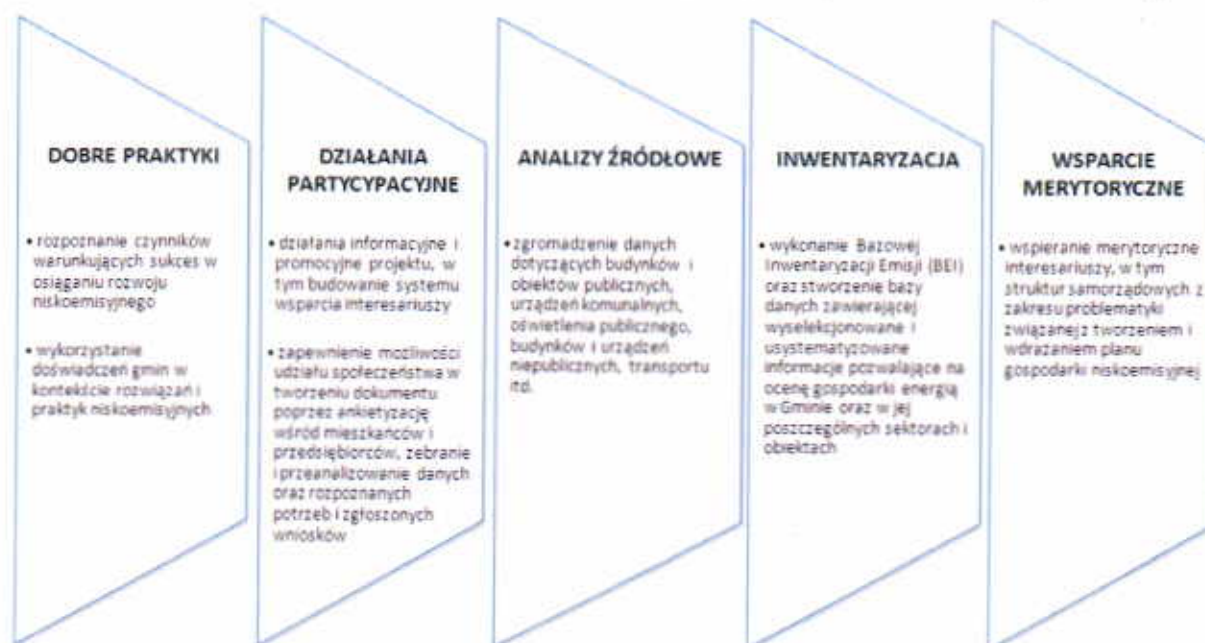 DOBRE PRAKTYKI
• rozpoznanie czynników
warunkujących sukces w
osiąganiu rozwoju
niskoemisyjnego
• wykorzystanie
doświadczeń gmin w
kontekście rozwiązań i
praktyk niskoemisyjnych
DZIAŁANIA
PARTYCYPACYJNE
• działania informacyjne i
promocyjne projektu, w
tym budowanie systemu
wsparcia interesariuszy
• zapewnienie możliwości
udziału społeczeństwa w
tworzeniu dokumentu
poprzez ankietyzację
wśród mieszkańców i
przedsiębiorców, zebranie
i przeanalizowanie danych
oraz rozpoznanych
potrzeb i zgłoszonych
wniosków
ANALIZY ŹRÓDŁOWE
• zgromadzenie danych
dotyczących budynków i
obiektów publicznych,
urządzeń komunalnych,
oświetlenia publicznego,
budynków i urządzeń
niepublicznych, transportu
itd.
INWENTARYZACJA
• wykonanie Bazowej
Inwentaryzacji Emisji (BEI)
oraz stworzenie bazy
danych zawierającej
wyselekcjonowane i
usystematyzowane
informacje pozwalające na
ocenę gospodarki energią
w Gminie oraz w jej
poszczególnych sektorach i
obiektach
WSPARCIE
MERYTORYCZNE
• wspieranie merytoryczne
interesariuszy, w tym
struktur samorządowych z
zakresu problematyki
związanej z tworzeniem i
wdrażaniem planu
gospodarki niskoemisyjnej